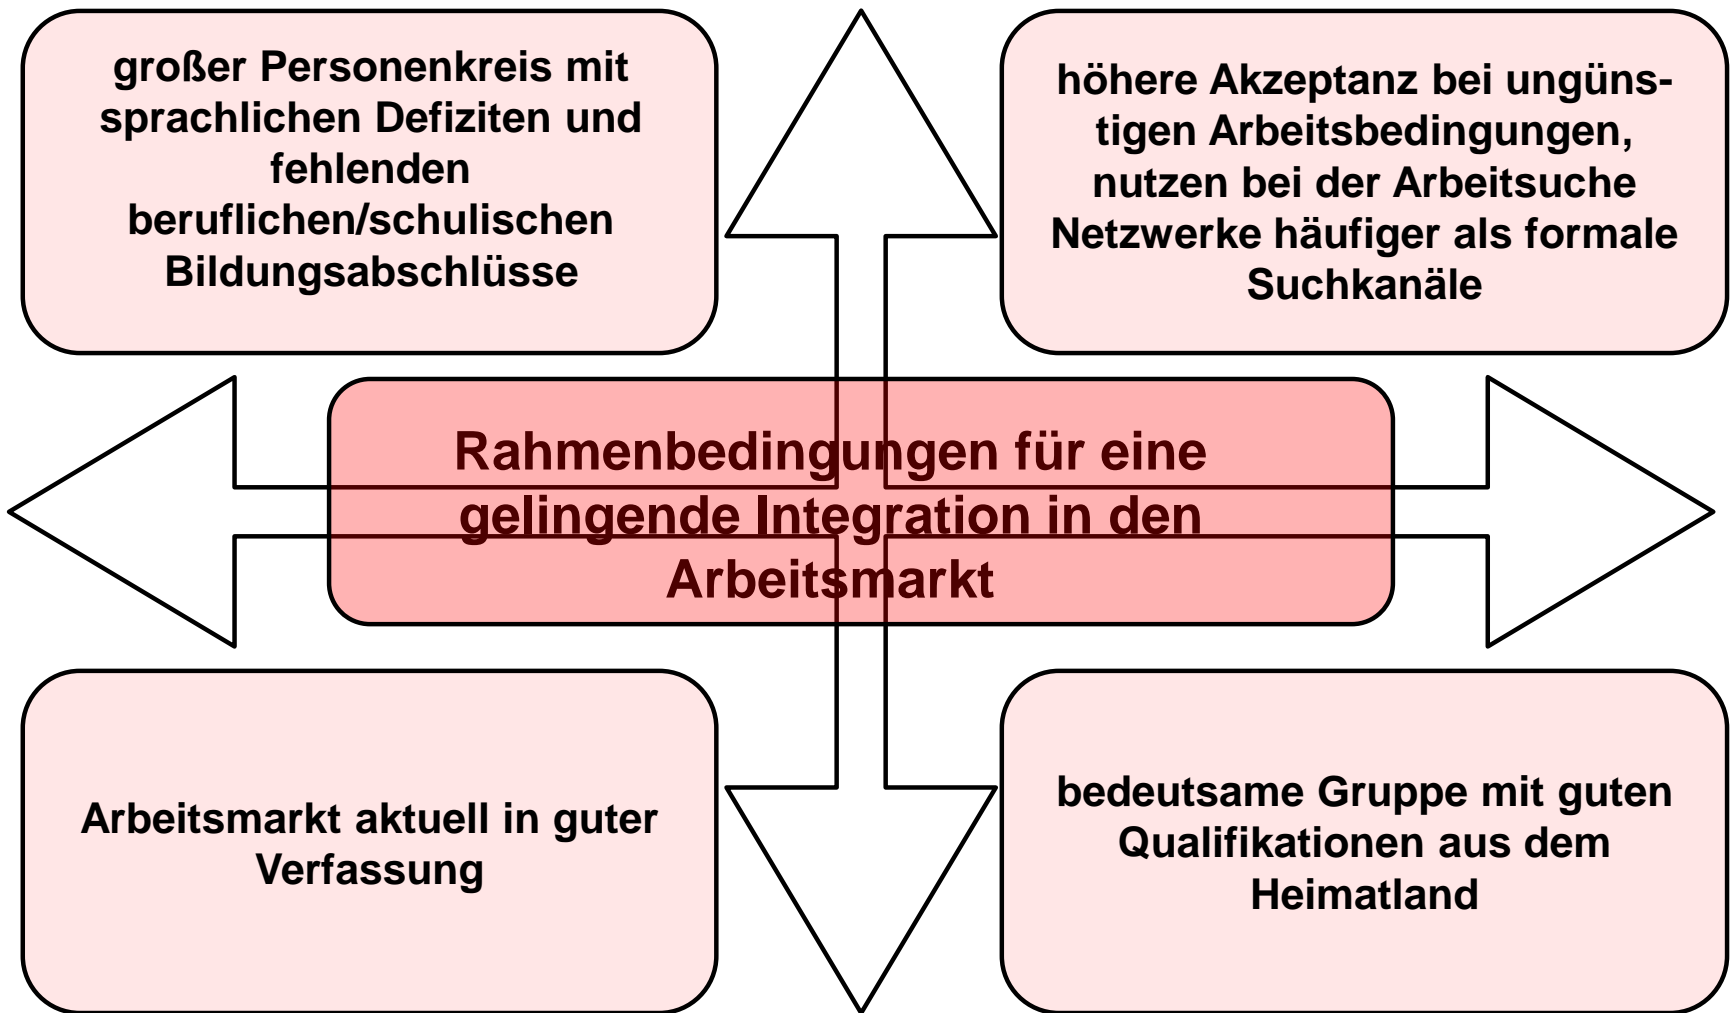 großer Personenkreis mit
sprachlichen Defiziten und
fehlenden
beruflichen/schulischen
Bildungsabschlüsse
höhere Akzeptanz bei ungüns-
tigen Arbeitsbedingungen,
nutzen bei der Arbeitsuche
Netzwerke häufiger als formale
Suchkanäle
Rahmenbedingungen für eine
gelingende Integration in den
Arbeitsmarkt
Arbeitsmarkt aktuell in guter
Verfassung
bedeutsame Gruppe mit guten
Qualifikationen aus dem
Heimatland